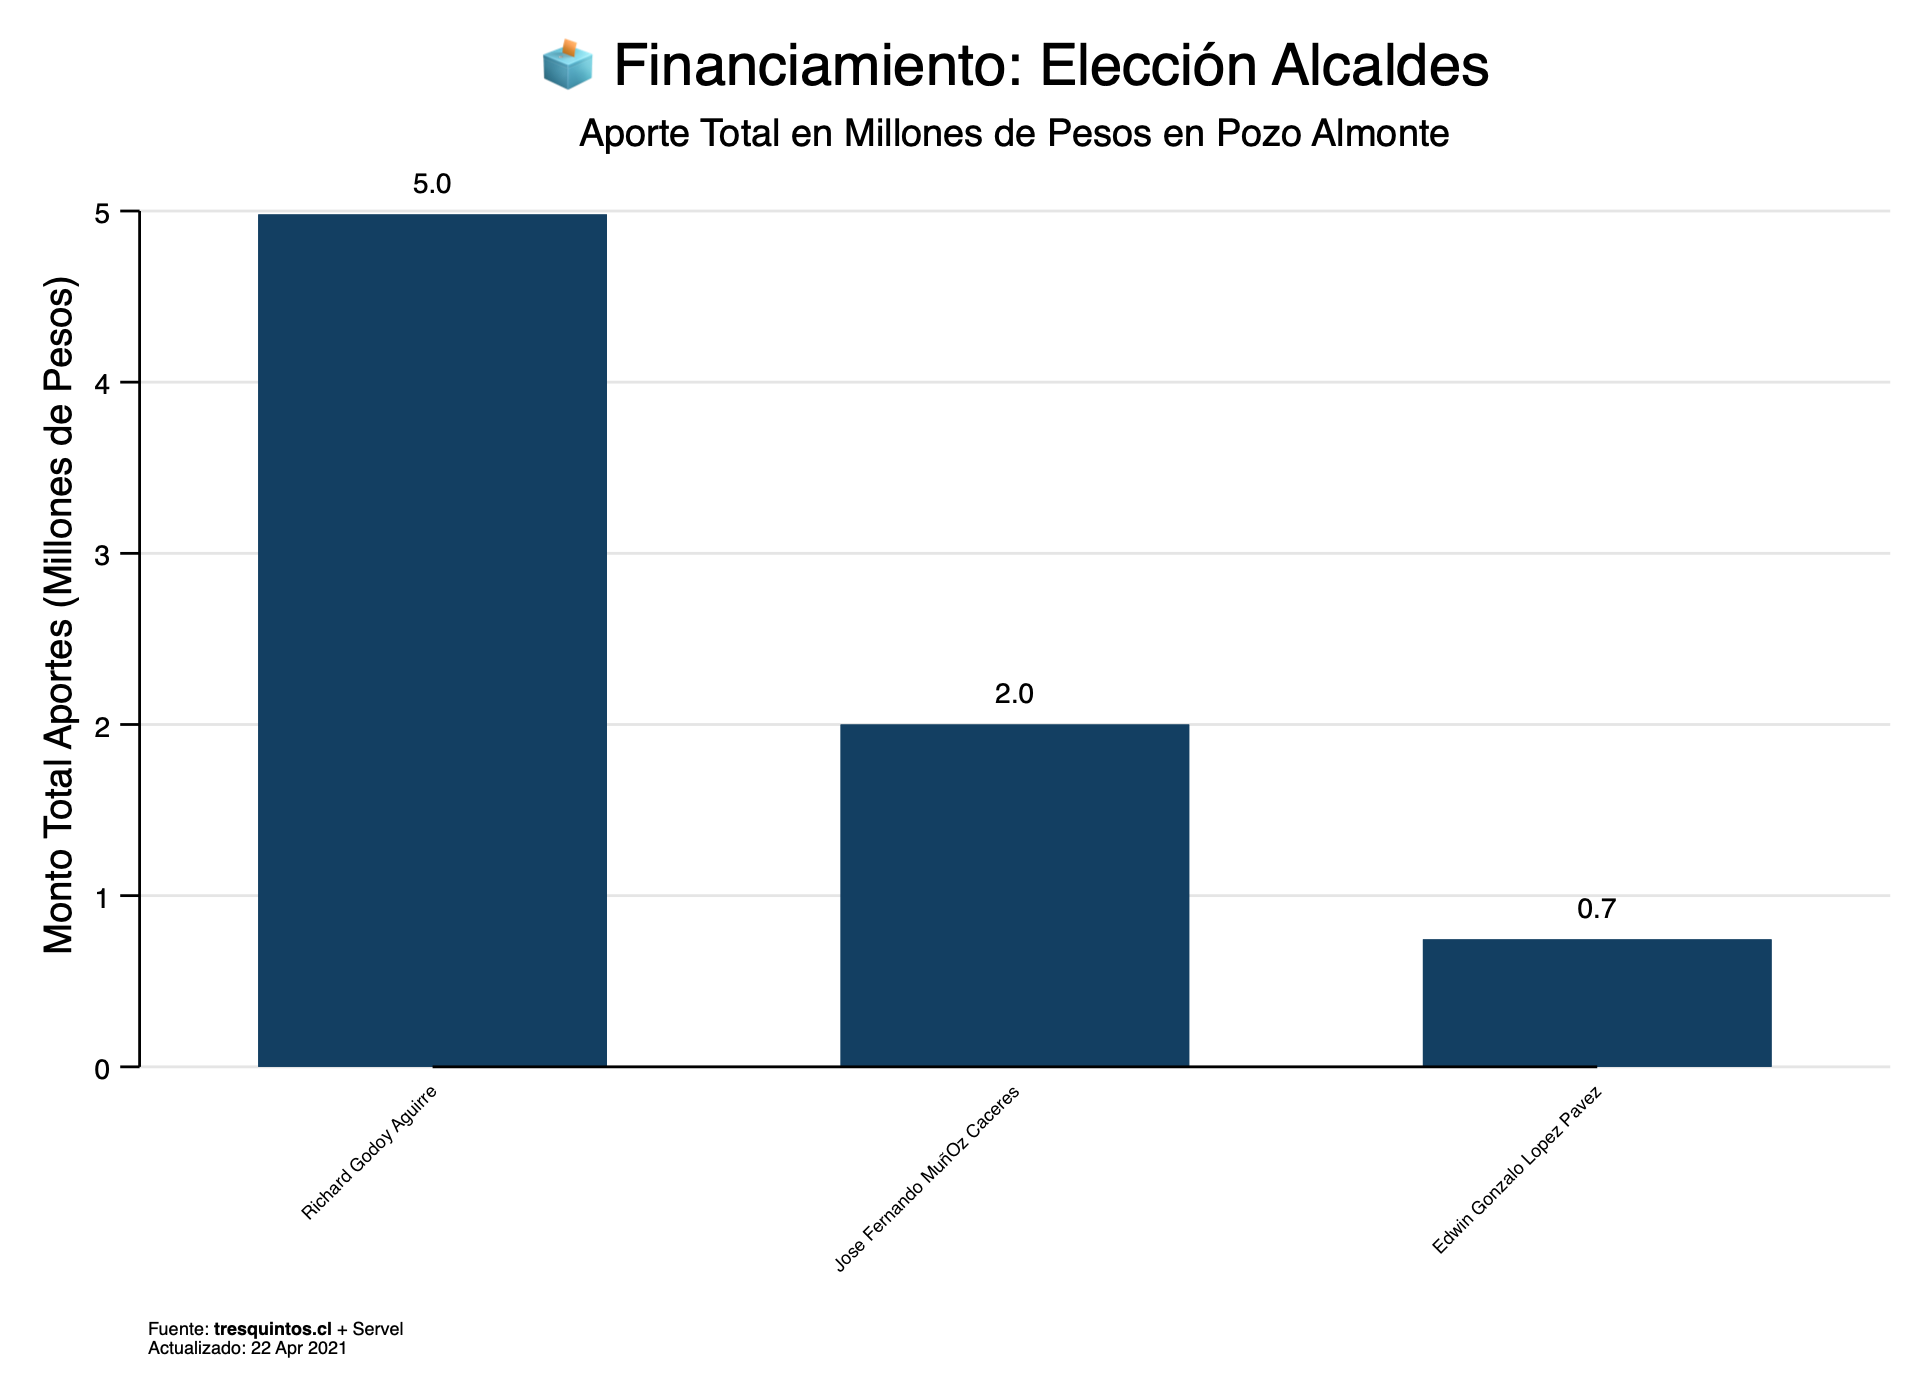 Financiamiento: Elección Alcaldes
Aporte Total en Millones de Pesos en Pozo Almonte
Monto Total Aportes (Millones de Pesos)
5
4
3
2
1
0
5.0
2.0
0.7
Richard Godoy Aguirre
Jose Fernando MuñOz Caceres
Edwin Gonzalo Lopez Pavez
Fuente: tresquintos.cl + Servel
Actualizado: 22 Apr 2021